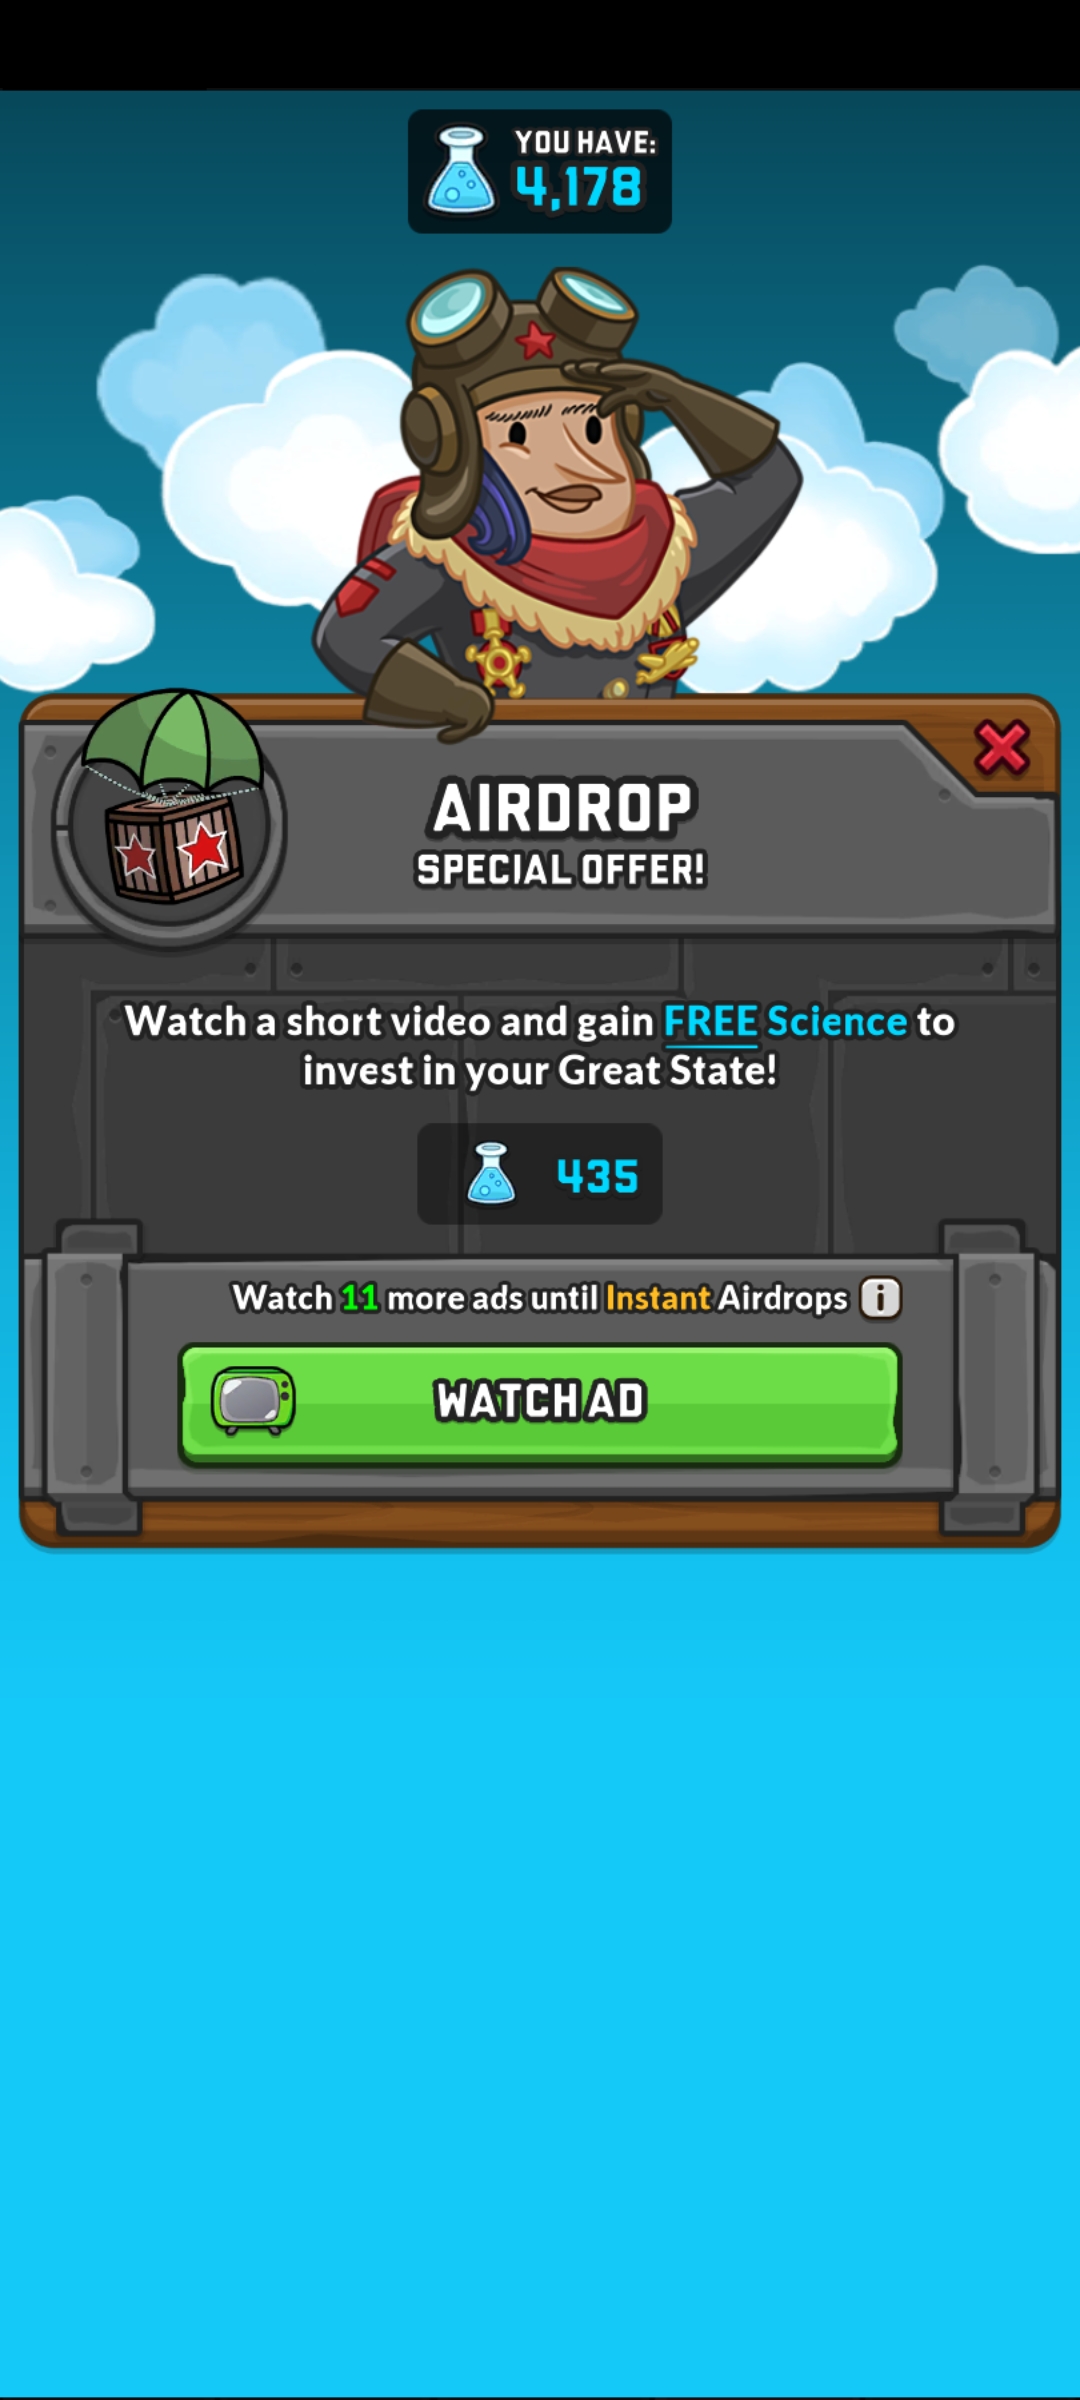 YOU HAVE:
4,178
AIRDROP
SPECIAL OFFER!
Watch a short video and gain FREE Science to
invest in your Great State!
435
Watch 11 more ads until Instant Airdrops i
WATCH AD